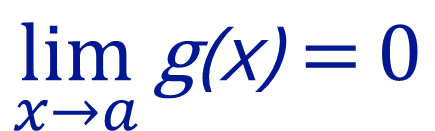 lim g(x) = 0
x→a